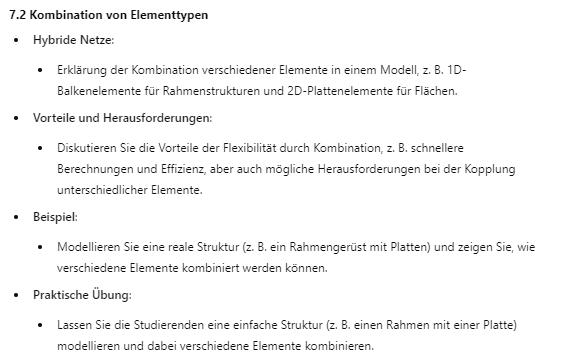 7.2 Kombination von Elementtypen
• Hybride Netze:
• Erklärung der Kombination verschiedener Elemente in einem Modell, z. B. 1D-
Balkenelemente für Rahmenstrukturen und 2D-Plattenelemente für Flächen.
• Vorteile und Herausforderungen:
• Diskutieren Sie die Vorteile der Flexibilität durch Kombination, z. B. schnellere
Berechnungen und Effizienz, aber auch mögliche Herausforderungen bei der Kopplung
unterschiedlicher Elemente.
• Beispiel:
• Modellieren Sie eine reale Struktur (z. B. ein Rahmengerüst mit Platten) und zeigen Sie, wie
verschiedene Elemente kombiniert werden können.
• Praktische Übung:
• Lassen Sie die Studierenden eine einfache Struktur (z. B. einen Rahmen mit einer Platte)
modellieren und dabei verschiedene Elemente kombinieren.